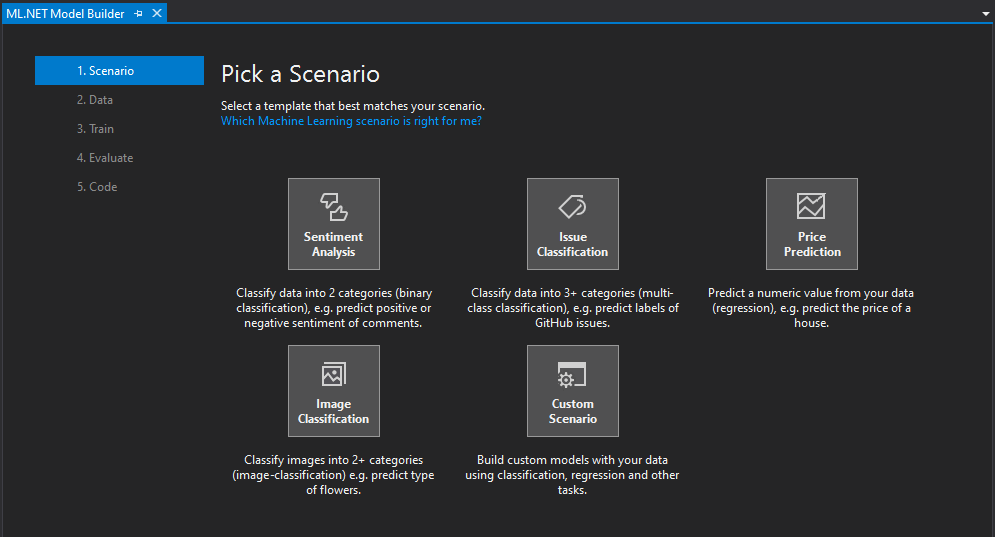 ML.NET Model Builder
1. Scenario
2. Data
3. Train
4. Evaluate
5. Code
Pick a Scenario
Select a template that best matches your scenario.
Which Machine Learning scenario is right for me?
Sentiment
Analysis
Classify data into 2 categories (binary
classification), e.g. predict positive or
negative sentiment of comments.
Issue
Classification
Classify data into 3+ categories (multi-
class classification), e.g. predict labels of
GitHub issues.
Price
Prediction
Predict a numeric value from your data
(regression), e.g. predict the price of a
house.
Image
Classification
Classify images into 2+ categories
(image-classification) e.g. predict type
of flowers.
Custom
Scenario
Build custom models with your data
using classification, regression and other
tasks.